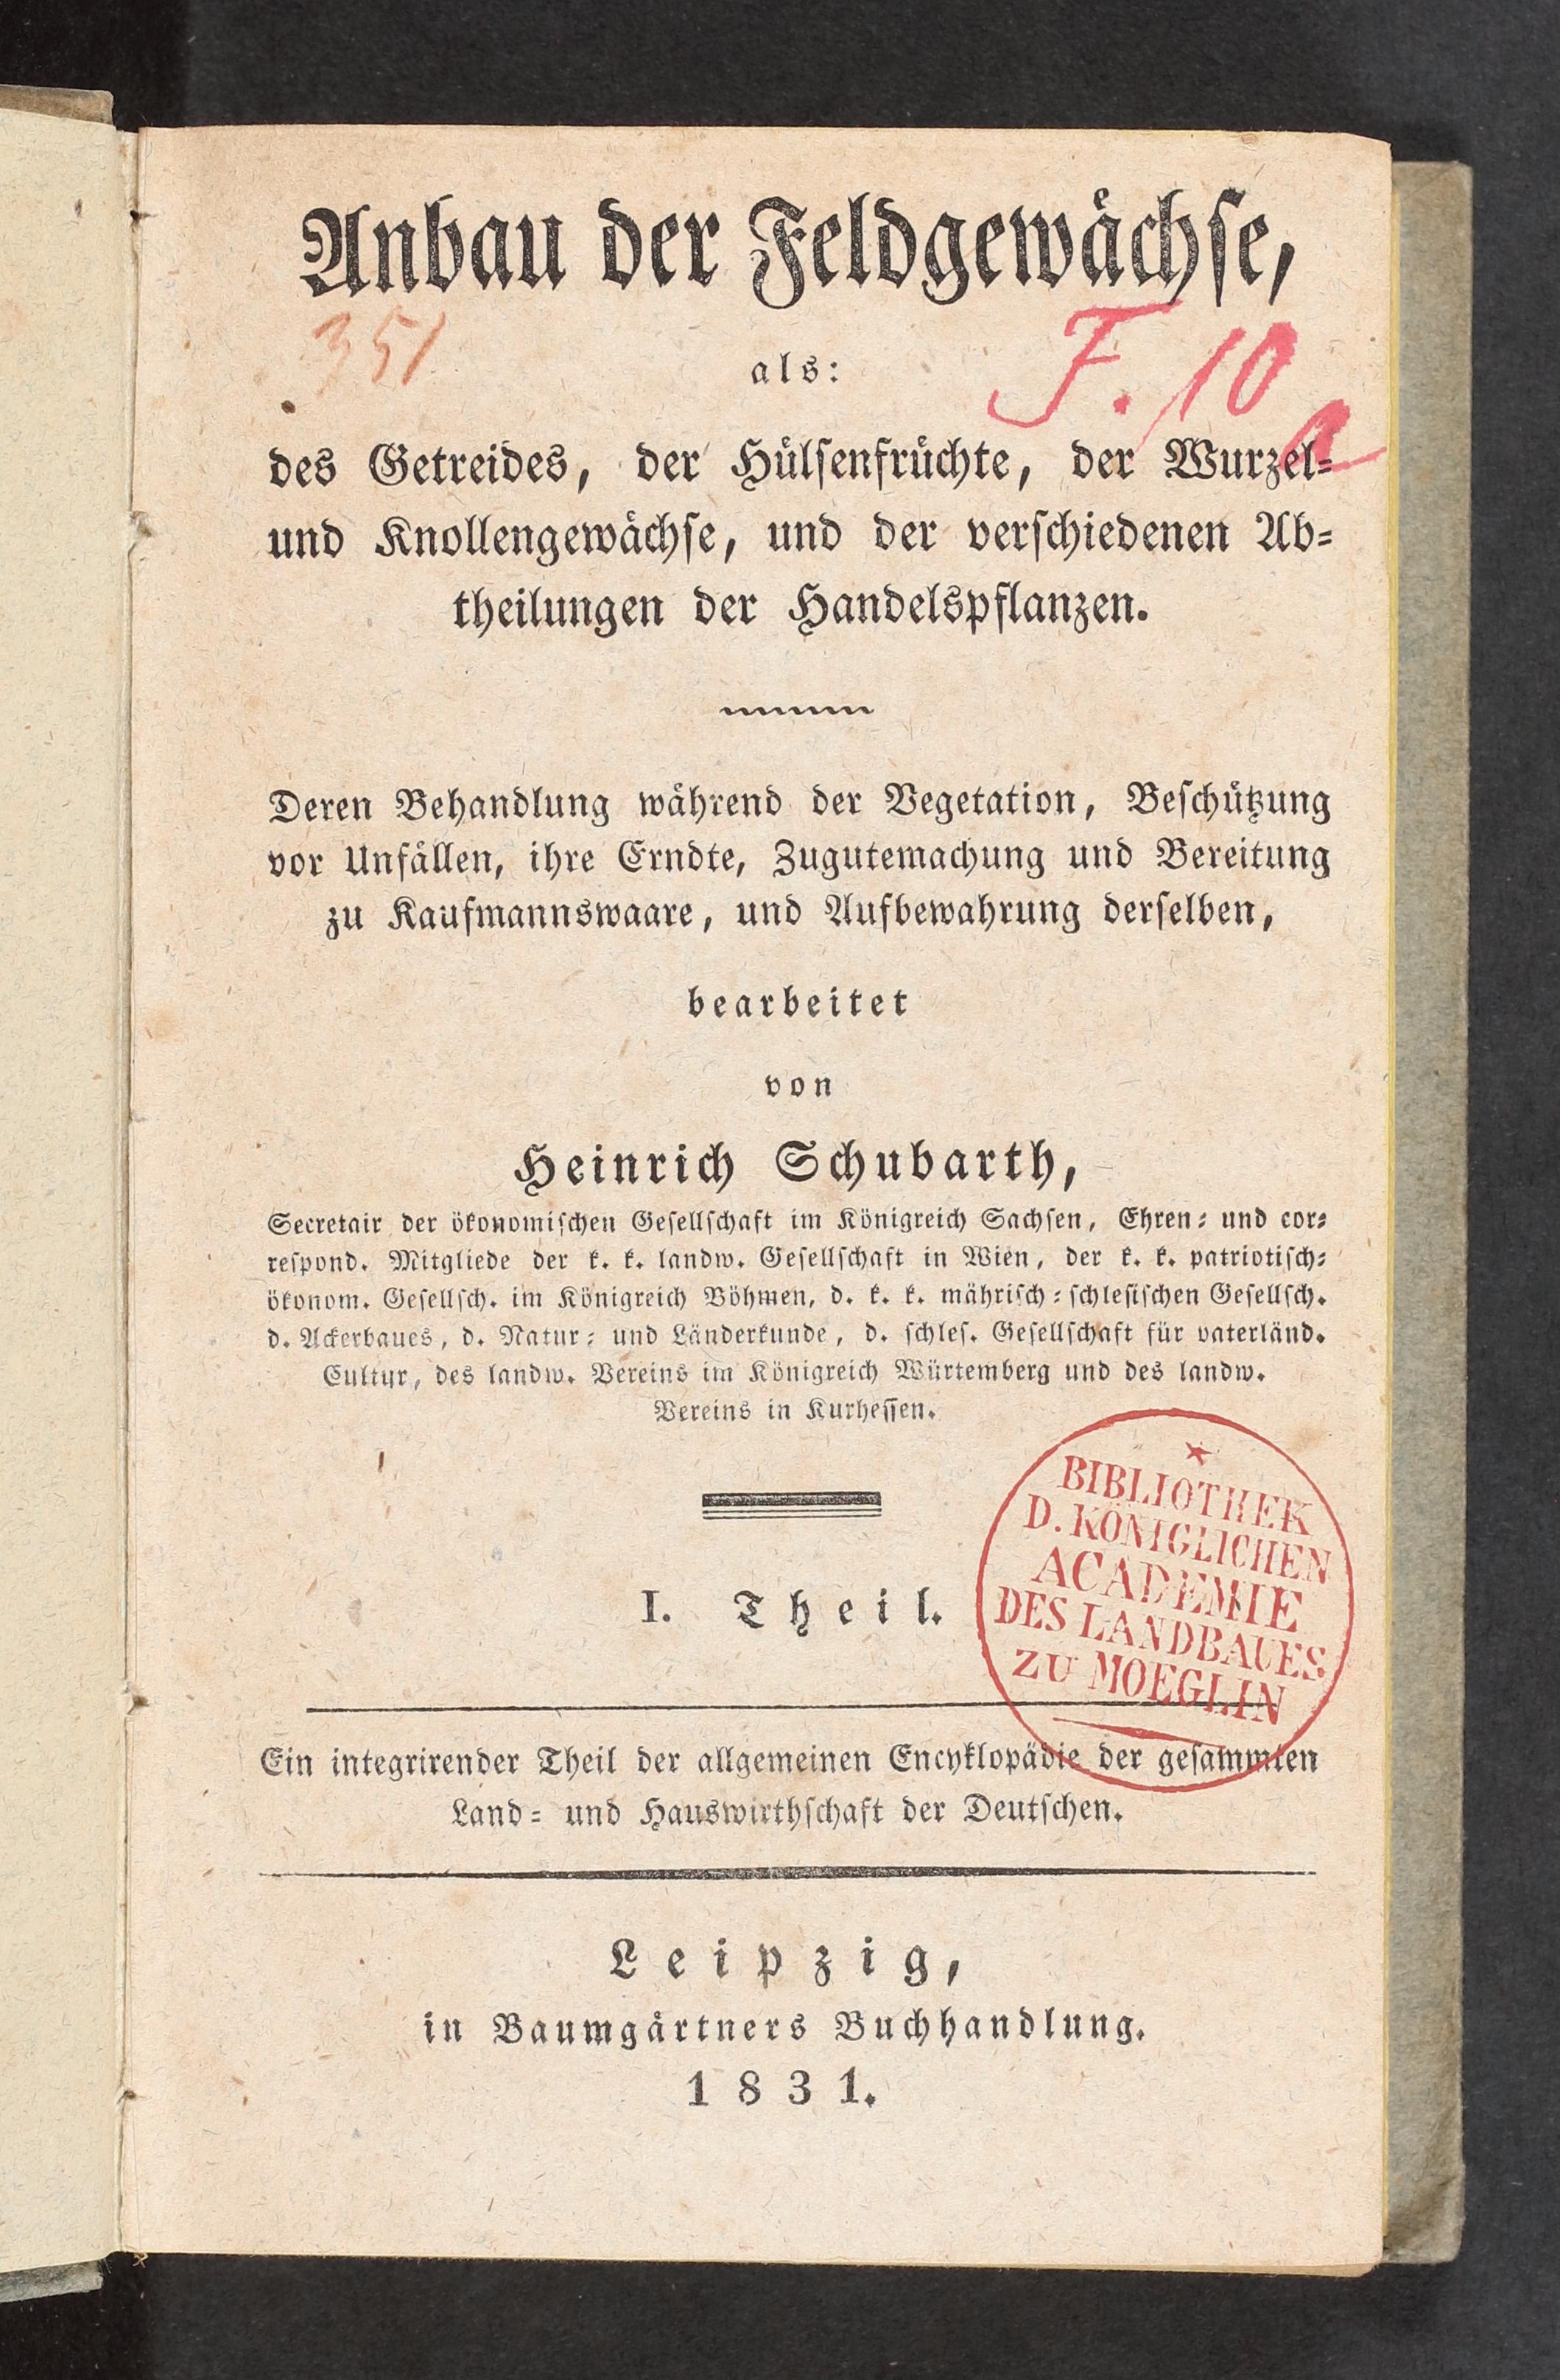 Anbau der Feldgewächse,
351
F. 10
a
als:
des Getreides, der Hülsenfrüchte, der Wurzel-
und Knollengewächse, und der verschiedenen Ab-
theilungen der Handelspflanzen.
Deren Behandlung während der Vegetation, Beschützung
vor Unfällen, ihre Erndte, Zugutemachung und Bereitung
zu Kaufmannswaare, und Aufbewahrung derselben,
bearbeitet
von
Heinrich Schubarth,
Secretair der ökonomischen Gesellschaft im Königreich Sachsen, Ehren- und cor-
respond. Mitgliede der k. k. landw. Gesellschaft in Wien, der k. k. patriotisch-
ökonom. Gesellsch. im Königreich Böhmen, d. k. k. mährisch-schlesischen Gesellsch.
d. Ackerbaues, d. Natur- und Länderkunde, d. schles. Gesellschaft für vaterländ.
Cultur, des landw. Vereins im Königreich Würtemberg und des landw.
Vereins in Kurhessen.
I. Theil.
BIBLIOTHEK
D. KÖNIGLICHEN
ACADEMIE
DES LANDBAUES
ZU MOEGLIN
Ein integrirender Theil der allgemeinen Encyklopädie der gesammten
Land- und Hauswirthschaft der Deutschen.
Leipzig,
in Baumgärtners Buchhandlung.
1831.